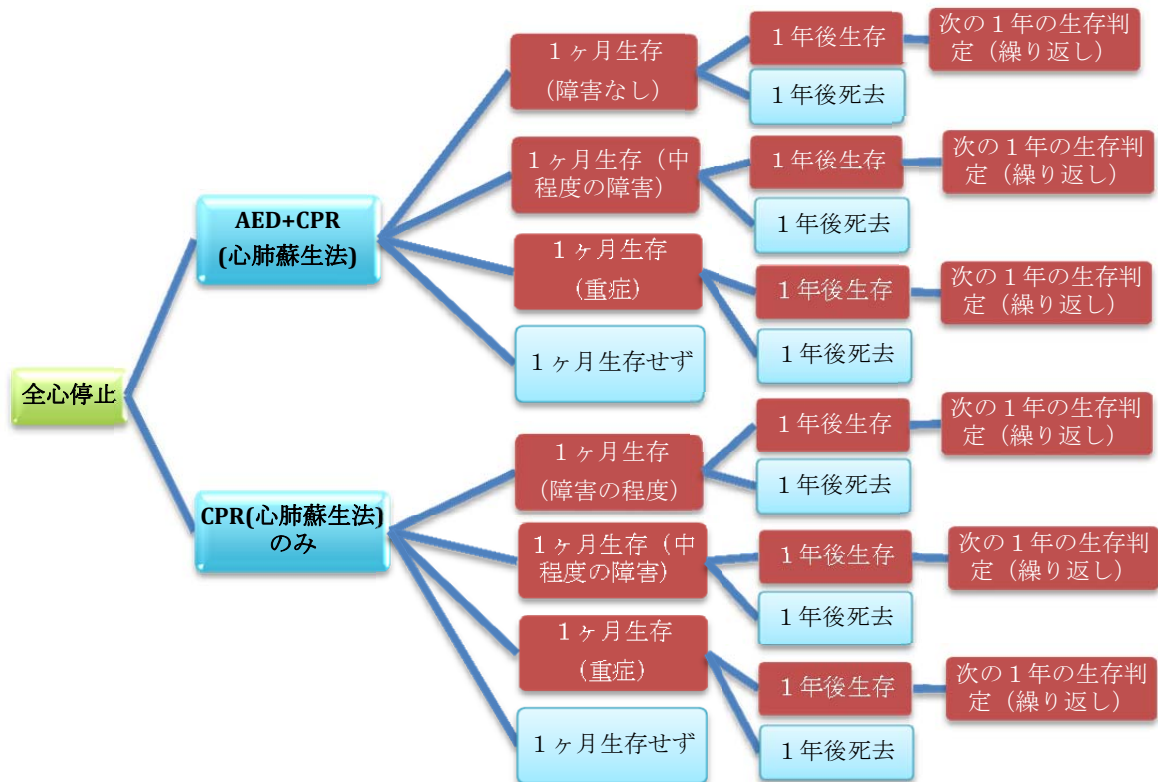 全心停止
AED+CPR
(心肺蘇生法)
1ヶ月生存
(障害なし)
1年後生存
次の1年の生存判
定(繰り返し)
1年後死去
1ヶ月生存(中
程度の障害)
1年後生存
次の1年の生存判
定(繰り返し)
1年後死去
1ヶ月生存
(重症)
1年後生存
次の1年の生存判
定(繰り返し)
1年後死去
1ヶ月生存せず
CPR(心肺蘇生法)
のみ
1ヶ月生存
(障害の程度)
1年後生存
次の1年の生存判
定(繰り返し)
1年後死去
1ヶ月生存(中
程度の障害)
1年後生存
次の1年の生存判
定(繰り返し)
1年後死去
1ヶ月生存
(重症)
1年後生存
次の1年の生存判
定(繰り返し)
1年後死去
1ヶ月生存せず